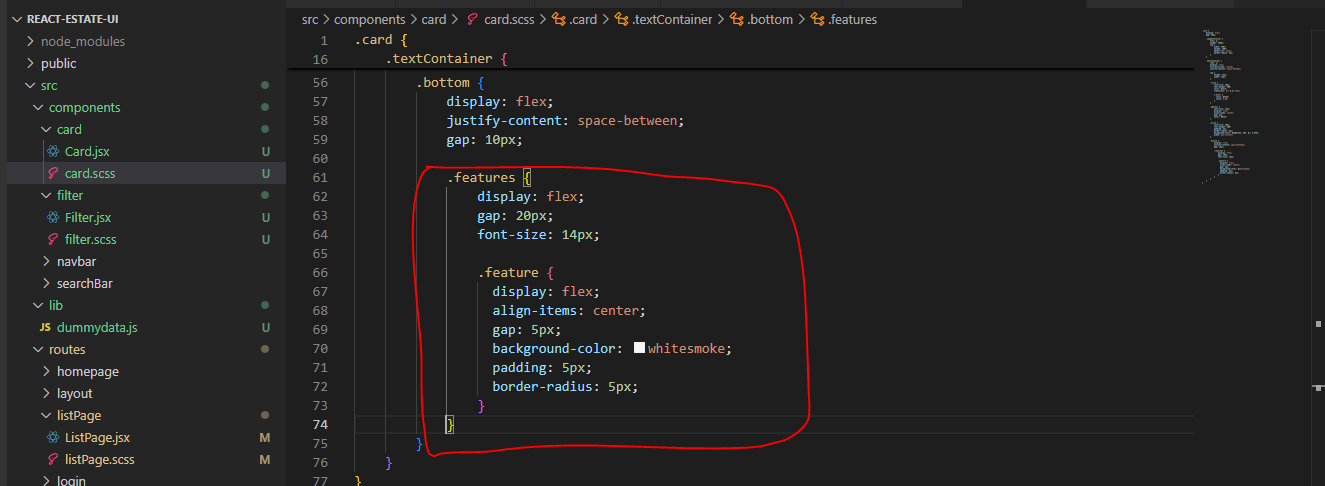 REACT-ESTATE-UI
node_modules
public
src
components
card
Card.jsx U
card.scss U
filter
Filter.jsx U
filter.scss U
navbar
searchBar
lib
JS dummydata.js U
routes
homepage
layout
listPage
ListPage.jsx M
listPage.scss M
login
src > components > card > card.scss > .card > .textContainer > .bottom > .features
1 .card {
16 .textContainer {
56 .bottom {
57 display: flex;
58 justify-content: space-between;
59 gap: 10px;
60
61 .features {
62 display: flex;
63 gap: 20px;
64 font-size: 14px;
65
66 .feature {
67 display: flex;
68 align-items: center;
69 gap: 5px;
70 background-color: whitesmoke;
71 padding: 5px;
72 border-radius: 5px;
73 }
74 }
75 }
76 }
77 }